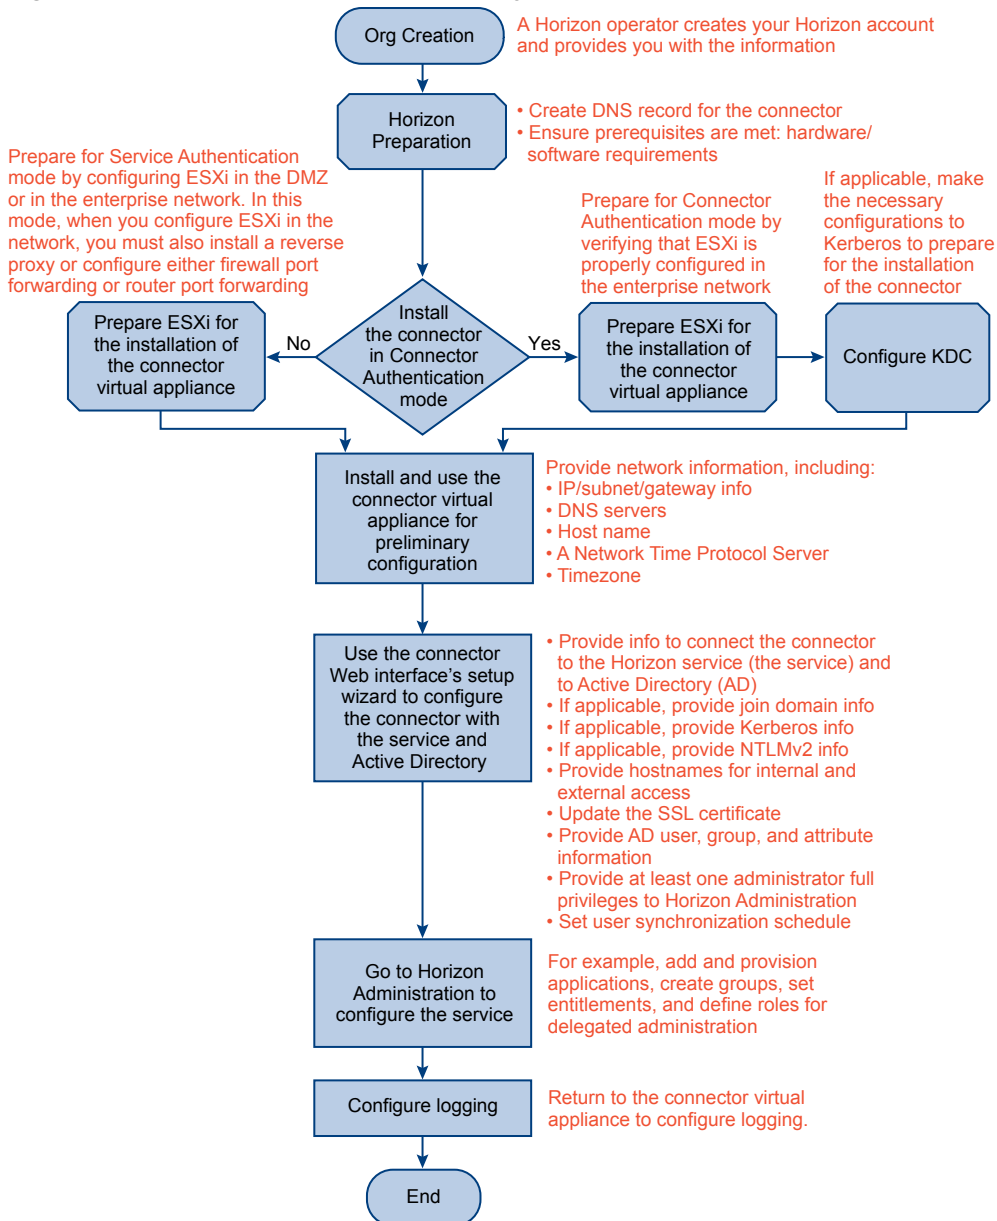 Org Creation
A Horizon operator creates your Horizon account
and provides you with the information
Horizon
Preparation
• Create DNS record for the connector
• Ensure prerequisites are met: hardware/
software requirements
Prepare for Service Authentication
mode by configuring ESXi in the DMZ
or in the enterprise network. In this
mode, when you configure ESXi in the
network, you must also install a reverse
proxy or configure either firewall port
forwarding or router port forwarding
Prepare for Connector
Authentication mode by
verifying that ESXi is
properly configured in
the enterprise network
If applicable, make
the necessary
configurations to
Kerberos to prepare
for the installation
of the connector
Prepare ESXi for
the installation of
the connector
virtual appliance
No
Install
the connector
in Connector
Authentication
mode
Yes
Prepare ESXi for
the installation of
the connector
virtual appliance
Configure KDC
Install and use the
connector virtual
appliance for
preliminary
configuration
Provide network information, including:
• IP/subnet/gateway info
• DNS servers
• Host name
• A Network Time Protocol Server
• Timezone
Use the connector
Web interface's setup
wizard to configure
the connector with
the service and
Active Directory
• Provide info to connect the connector
to the Horizon service (the service) and
to Active Directory (AD)
• If applicable, provide join domain info
• If applicable, provide Kerberos info
• If applicable, provide NTLMv2 info
• Provide hostnames for internal and
external access
• Update the SSL certificate
• Provide AD user, group, and attribute
information
• Provide at least one administrator full
privileges to Horizon Administration
• Set user synchronization schedule
Go to Horizon
Administration to
configure the service
For example, add and provision
applications, create groups, set
entitlements, and define roles for
delegated administration
Configure logging
Return to the connector virtual
appliance to configure logging.
End